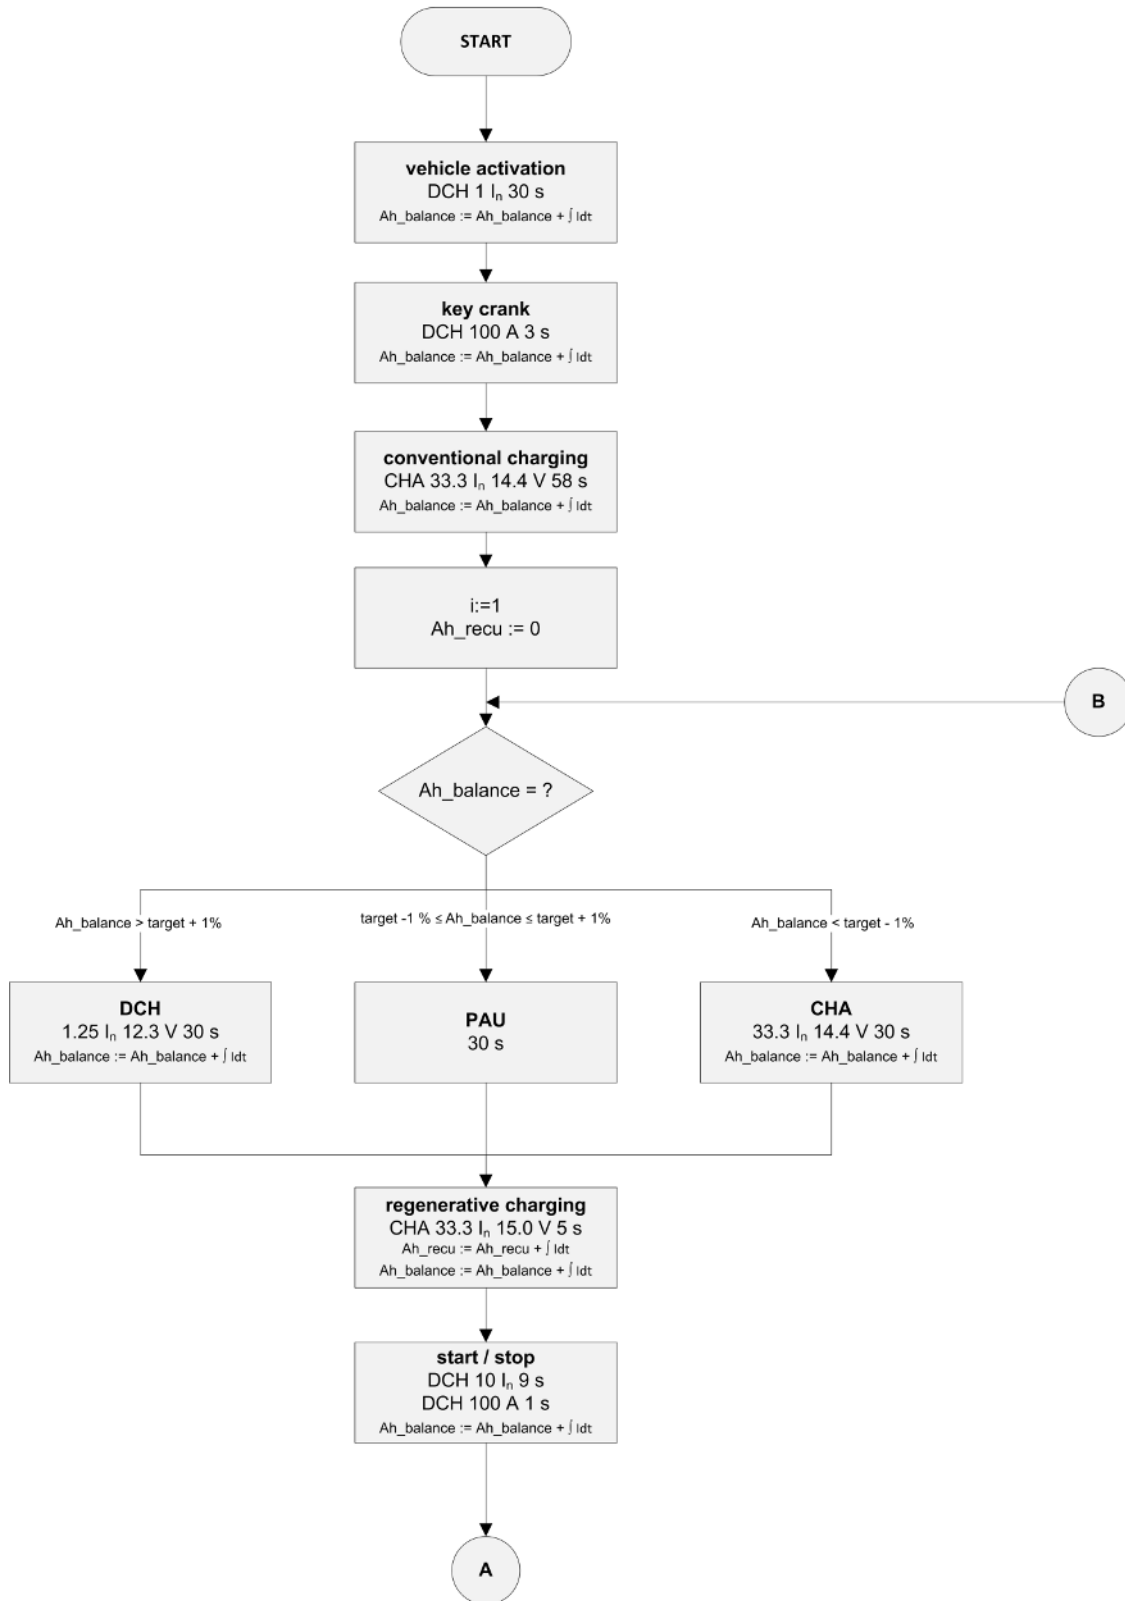 START
vehicle activation
DCH 1 Iₙ 30 s
Ah_balance := Ah_balance + ∫ Idt
key crank
DCH 100 A 3 s
Ah_balance := Ah_balance + ∫ Idt
conventional charging
CHA 33.3 Iₙ 14.4 V 58 s
Ah_balance := Ah_balance + ∫ Idt
i:=1
Ah_recu := 0
B
Ah_balance = ?
Ah_balance > target + 1%
target -1 % ≤ Ah_balance ≤ target + 1%
Ah_balance < target - 1%
DCH
1.25 Iₙ 12.3 V 30 s
Ah_balance := Ah_balance + ∫ Idt
PAU
30 s
CHA
33.3 Iₙ 14.4 V 30 s
Ah_balance := Ah_balance + ∫ Idt
regenerative charging
CHA 33.3 Iₙ 15.0 V 5 s
Ah_recu := Ah_recu + ∫ Idt
Ah_balance := Ah_balance + ∫ Idt
start / stop
DCH 10 Iₙ 9 s
DCH 100 A 1 s
Ah_balance := Ah_balance + ∫ Idt
A